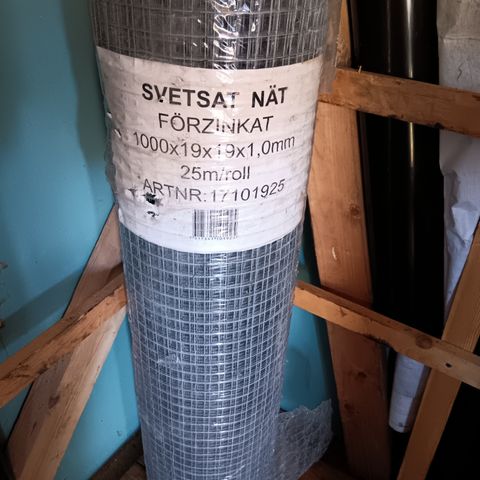 SVETSAT NÄT
FÖRZINKAT
1000x19x19x1,0mm
25m/roll
ARTNR:17101925